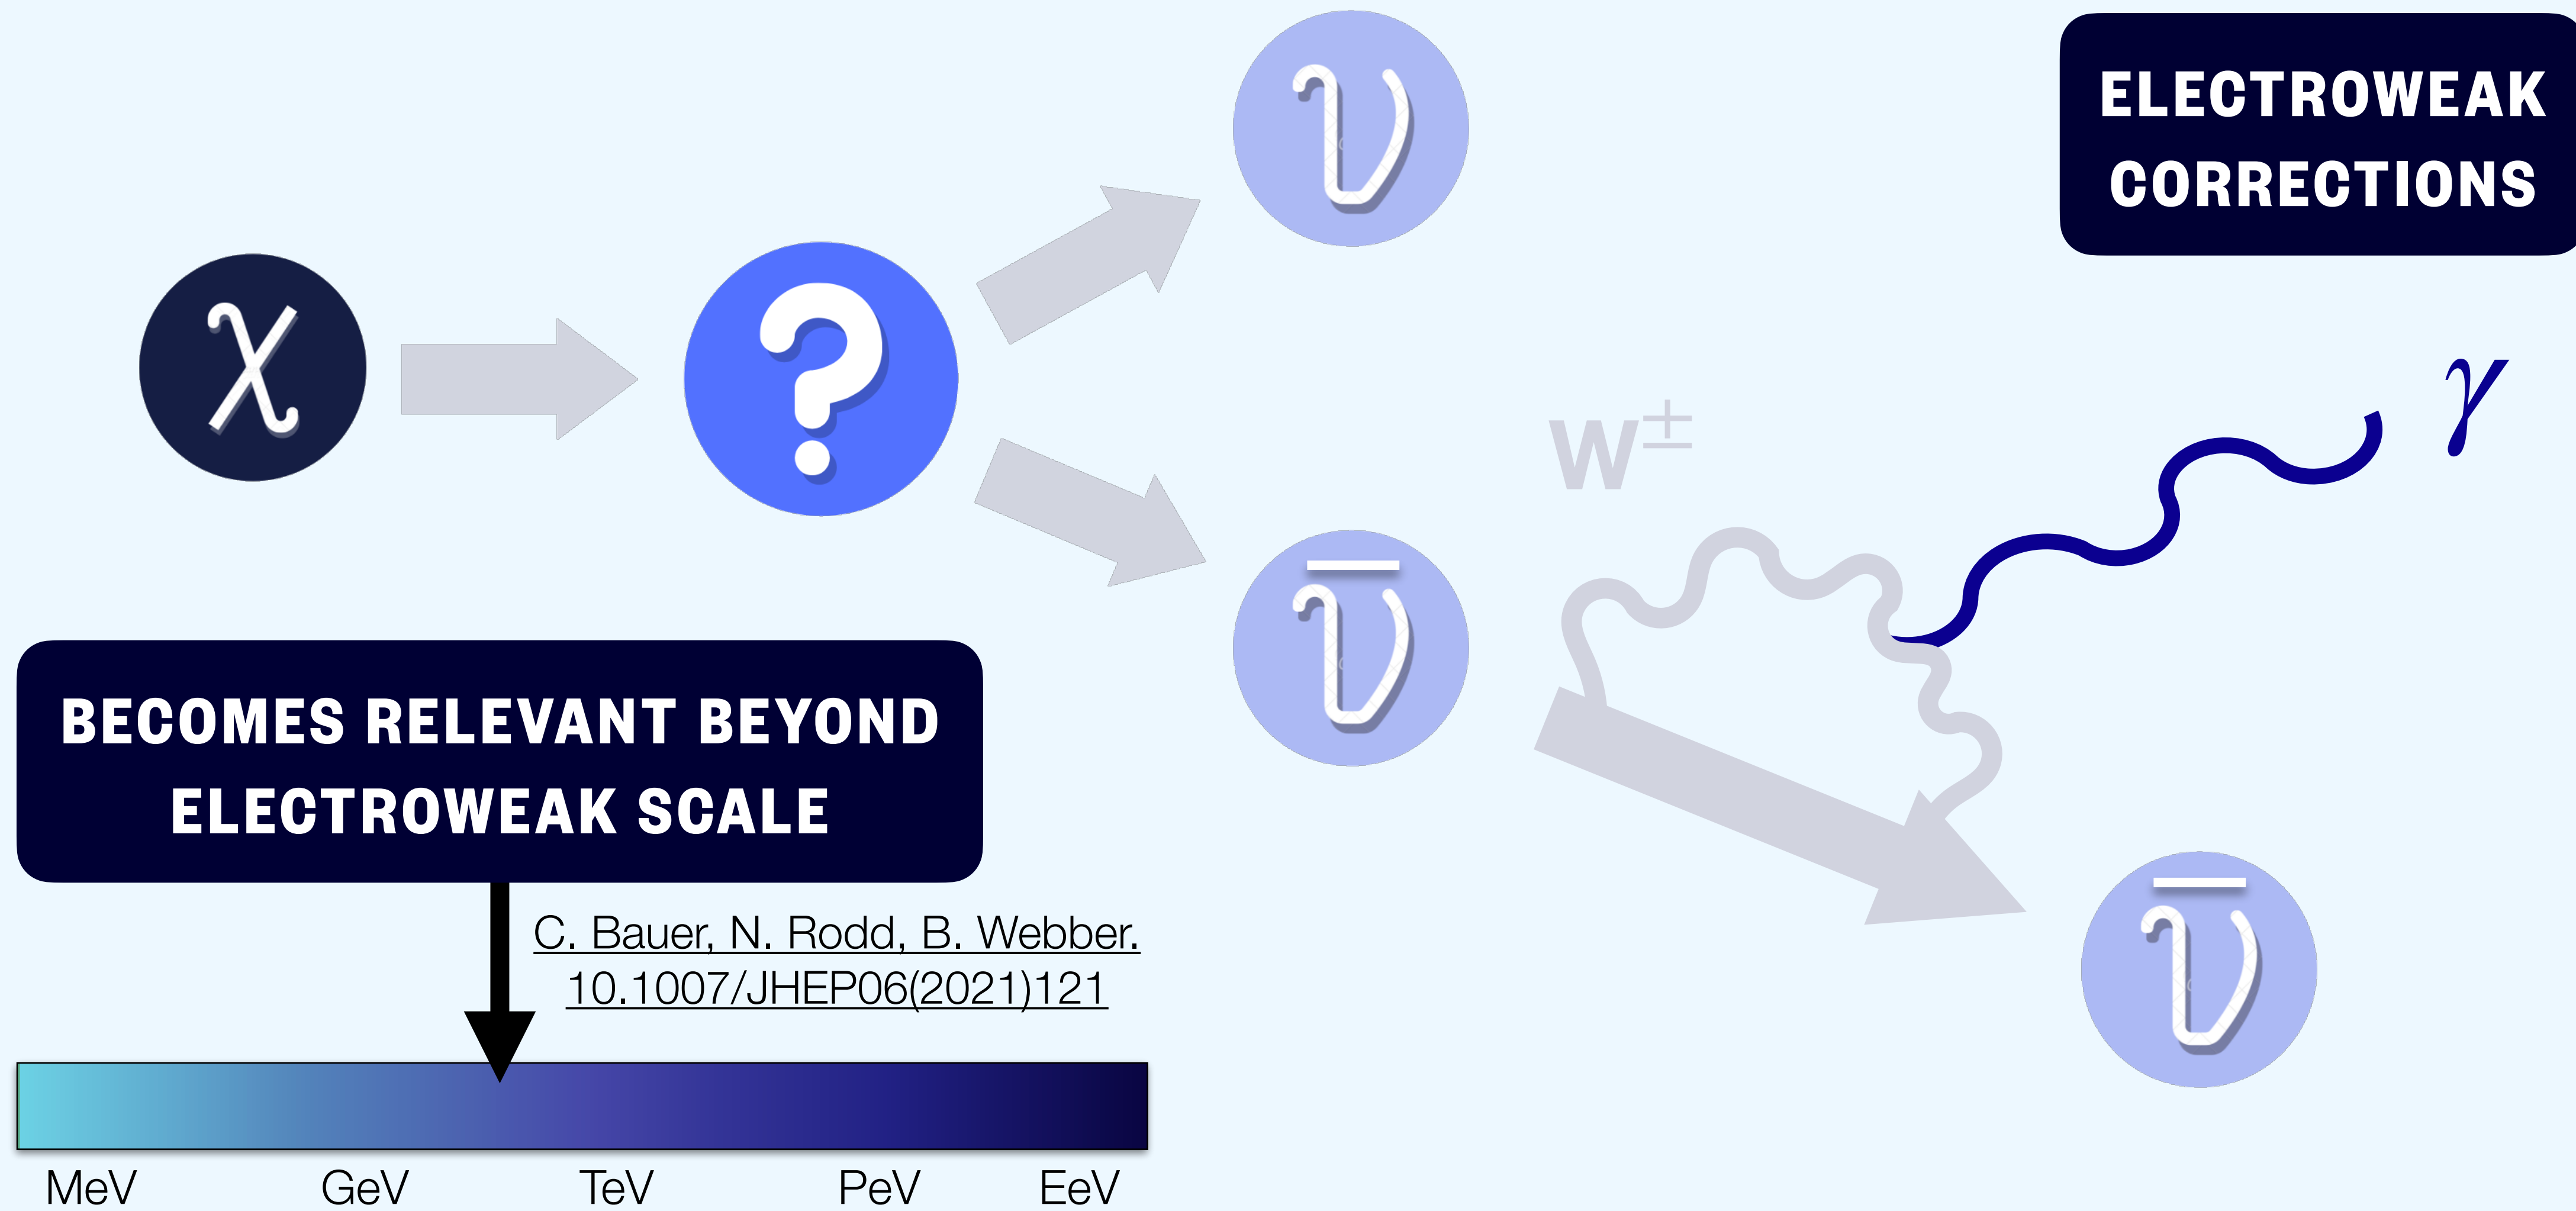 ELECTROWEAK
CORRECTIONS
ν
χ
?
γ
W±
ν̅
BECOMES RELEVANT BEYOND
ELECTROWEAK SCALE
C. Bauer, N. Rodd, B. Webber.
10.1007/JHEP06(2021)121
ν̅
MeV GeV TeV PeV EeV